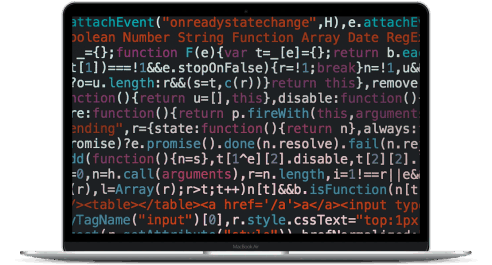 attachEvent("onreadystatechange",H),e.attachE
oolean Number String Function Array Date RegE
_={};function F(e){var t=_[e]={};return b.ea
t[1])===!1&&e.stopOnFalse){r=!1;break}n=!1,u&
?o=u.length:r&&(s=t,c(r))}return this},remove
nction(){return u=[],this},disable:function()
re:function(){return p.fireWith(this,argument
ending",r={state:function(){return n},always:
romise)?e.promise().done(n.resolve).fail(n.re
dd(function(){n=s},t[1^e][2].disable,t[2][2].
=0,n=h.call(arguments),r=n.length,i=1!==r||e&
(r),l=Array(r);r>t;t++)n[t]&&b.isFunction(n[t
/><table></table><a href='/a'>a</a><input typ
yTagName("input")[0],r.style.cssText="top:1px
MacBook Air